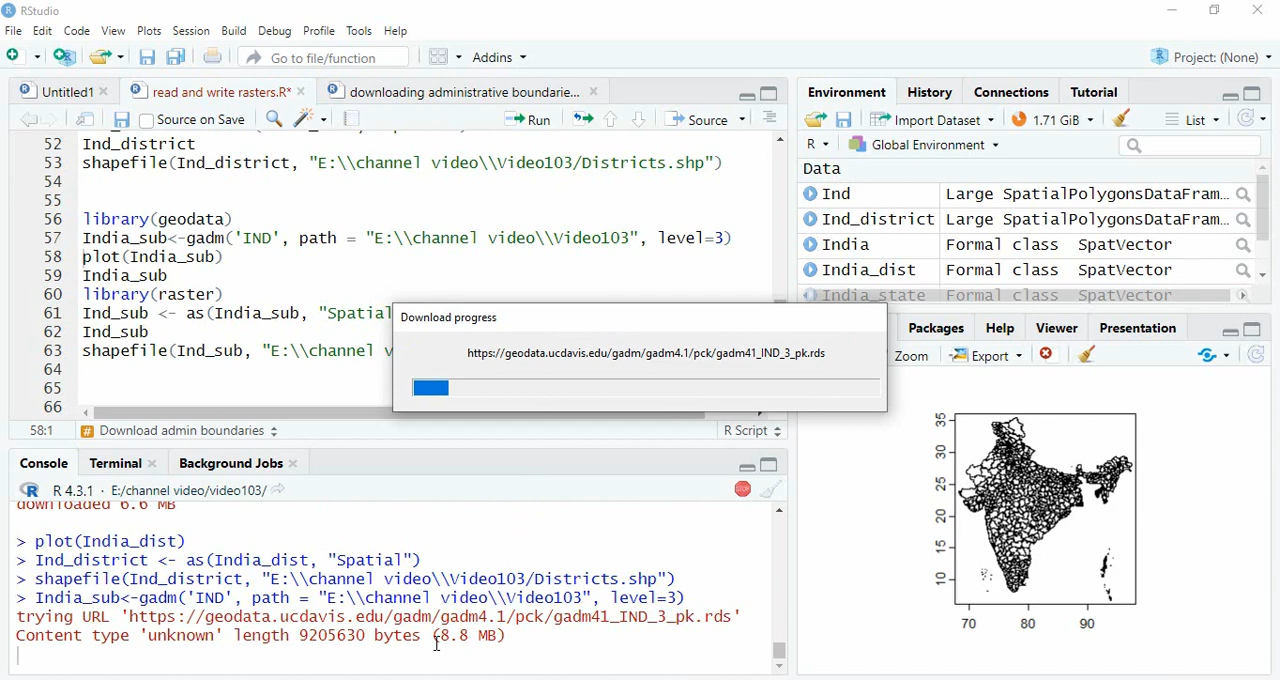 RStudio
File Edit Code View Plots Session Build Debug Profile Tools Help
Go to file/function Addins Project: (None)
Untitled1 read and write rasters.R* downloading administrative boundarie...
Source on Save Run Source
52 Ind_district
53 shapefile(Ind_district, "E:\\channel video\\Video103/Districts.shp")
54
55
56 library(geodata)
57 India_sub<-gadm('IND', path = "E:\\channel video\\Video103", level=3)
58 plot(India_sub)
59 India_sub
60 library(raster)
61 Ind_sub <- as(India_sub, "Spatial
62 Ind_sub
63 shapefile(Ind_sub, "E:\\channel v
64
65
66
58:1 # Download admin boundaries R Script
Download progress
https://geodata.ucdavis.edu/gadm/gadm4.1/pck/gadm41_IND_3_pk.rds
Console Terminal Background Jobs
R 4.3.1 · E:/channel video/video103/
STOP
downloaded 6.6 MB
> plot(India_dist)
> Ind_district <- as(India_dist, "Spatial")
> shapefile(Ind_district, "E:\\channel video\\Video103/Districts.shp")
> India_sub<-gadm('IND', path = "E:\\channel video\\Video103", level=3)
trying URL 'https://geodata.ucdavis.edu/gadm/gadm4.1/pck/gadm41_IND_3_pk.rds'
Content type 'unknown' length 9205630 bytes (8.8 MB)
Environment History Connections Tutorial
Import Dataset 1.71 GiB List
R Global Environment
Data
Ind Large SpatialPolygonsDataFram...
Ind_district Large SpatialPolygonsDataFram...
India Formal class SpatVector
India_dist Formal class SpatVector
India_state Formal class SpatVector
Packages Help Viewer Presentation
Zoom Export
35
30
25
20
15
10
70 80 90